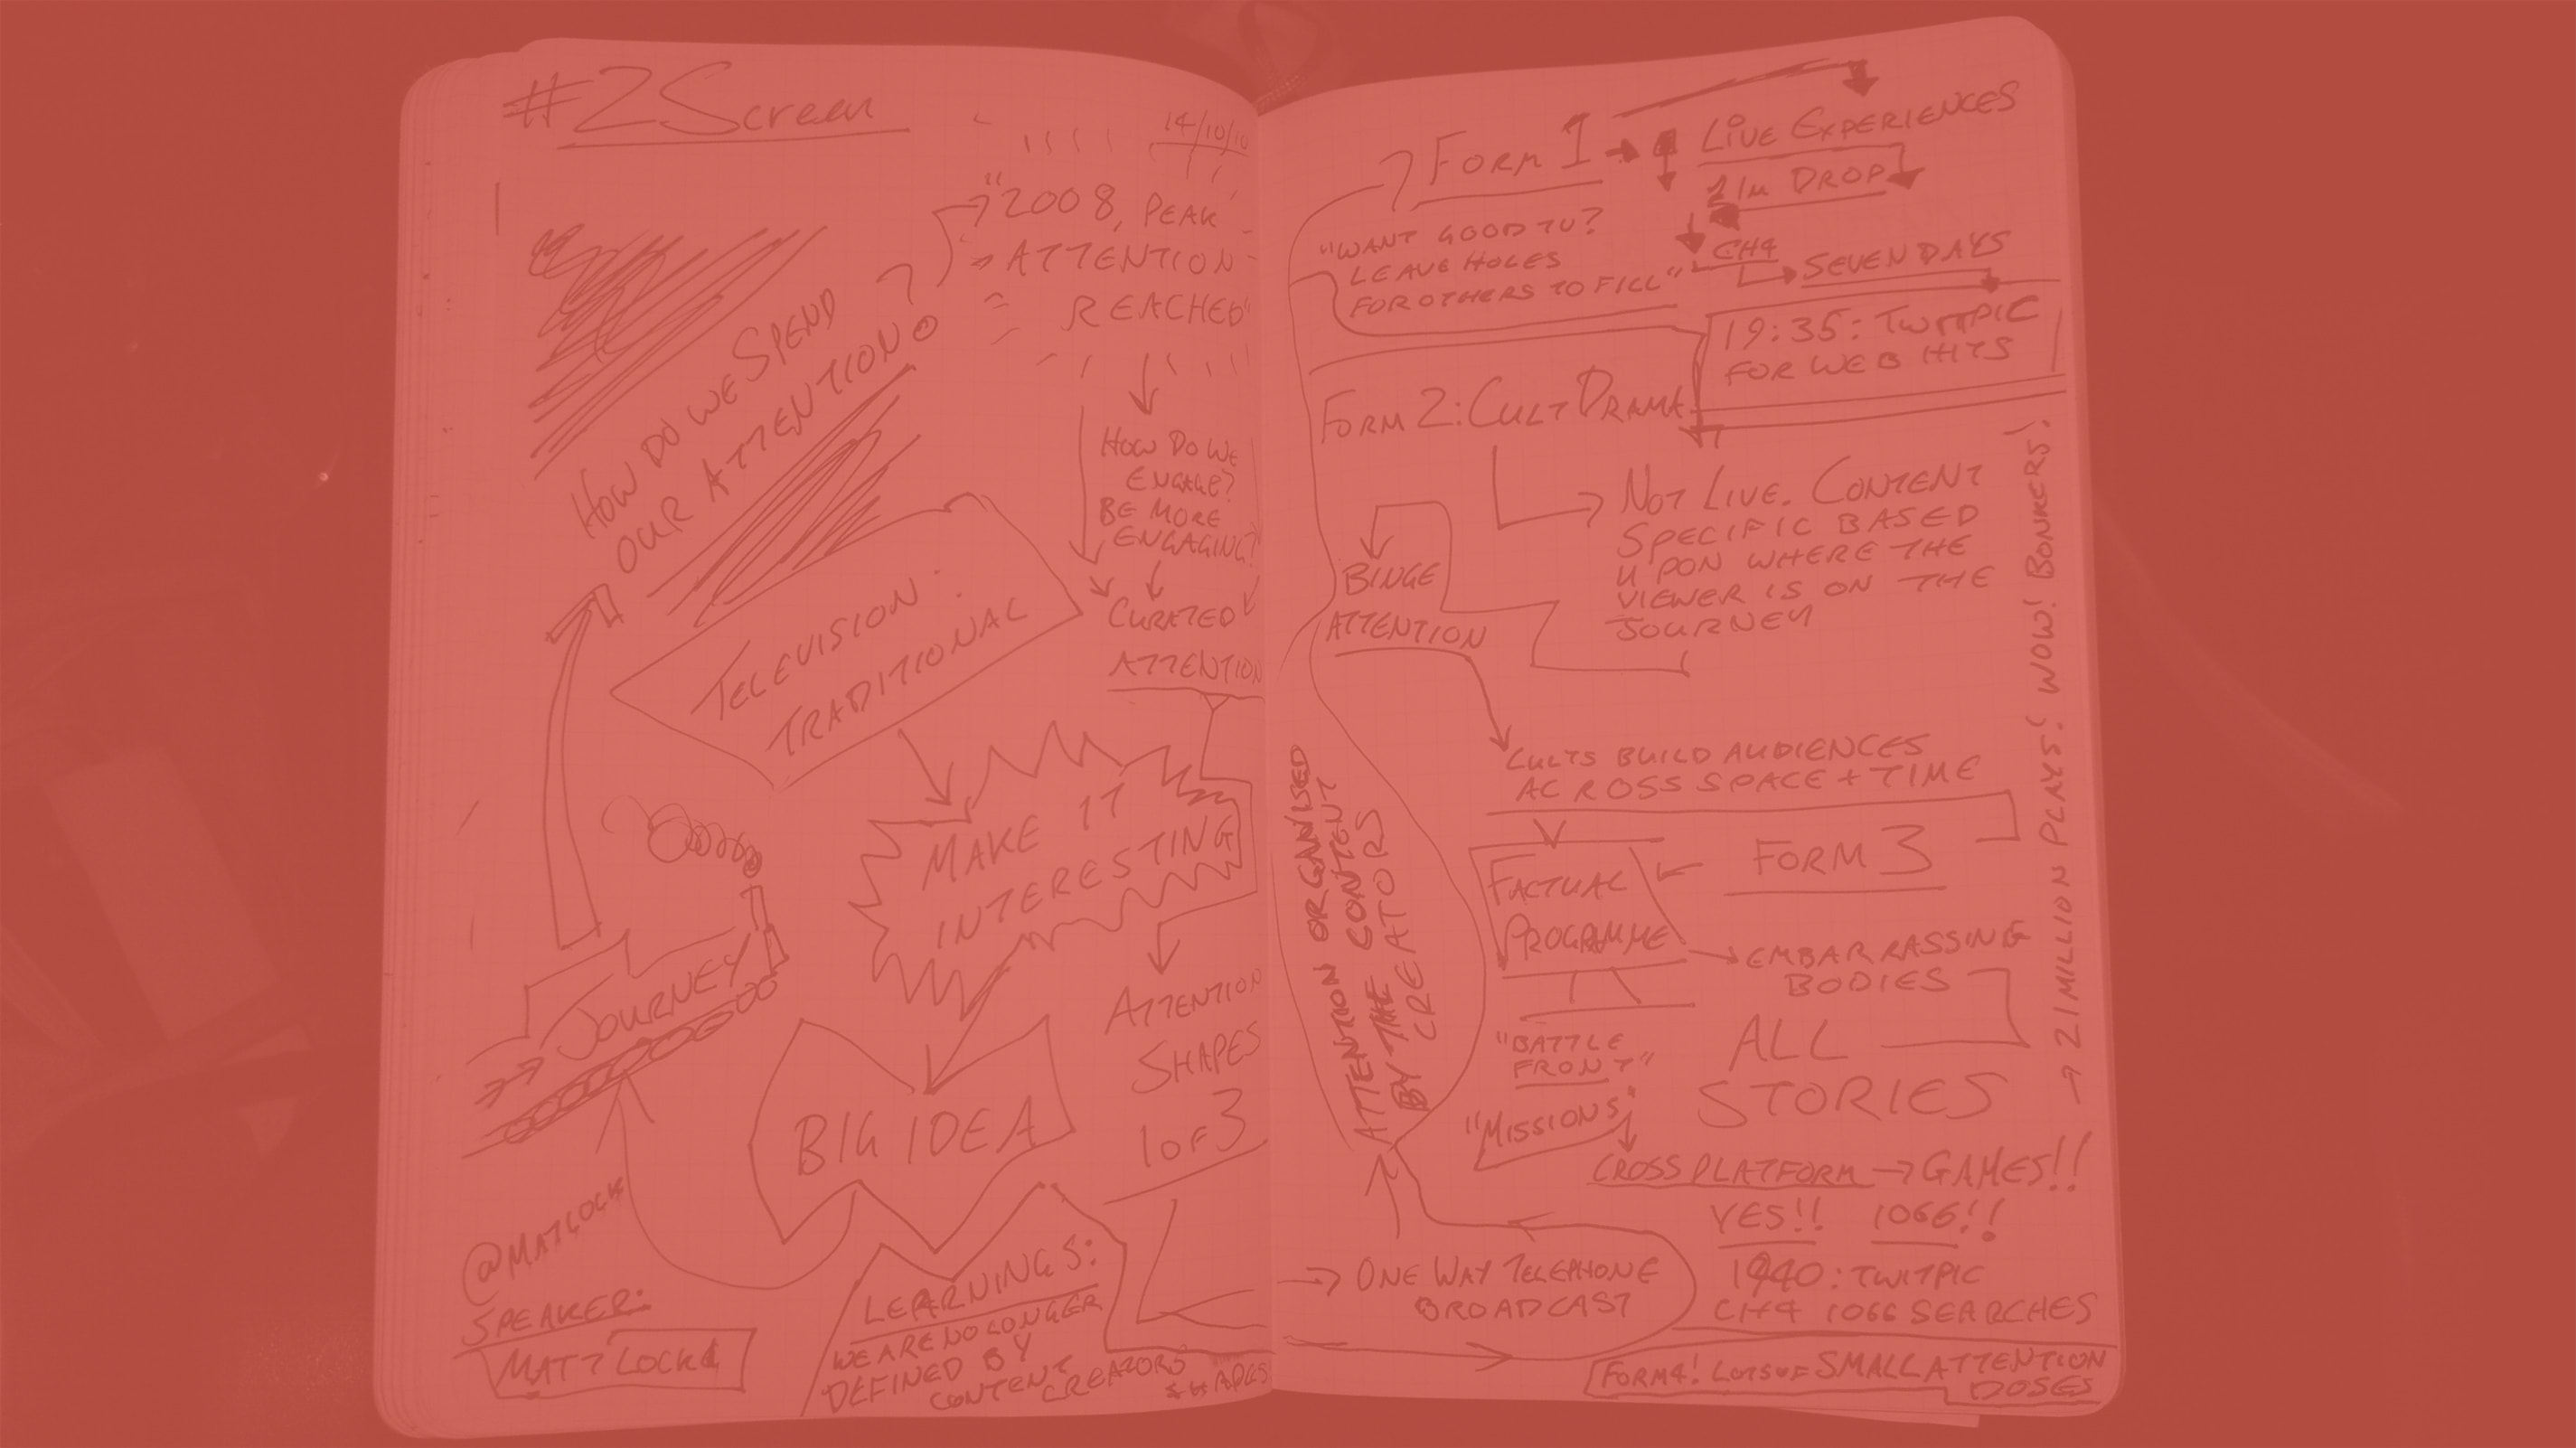 #2Screen
14/10/10
"2008, PEAK
ATTENTION
REACHED"
HOW DO WE SPEND
OUR ATTENTION?
HOW DO WE
ENGAGE?
BE MORE
ENGAGING?
CURATED
ATTENTION
TELEVISION:
TRADITIONAL
MAKE IT
INTERESTING
JOURNEY
BIG IDEA
ATTENTION
SHAPES
1 OF 3
@MATLOCK
SPEAKER:
MATT LOCKE
LEARNINGS:
WE ARE NO LONGER
DEFINED BY
CONTENT
CREATORS
& SHAPES
FORM 1
LIVE EXPERIENCES
1M DROP
"WANT GOOD TV?
LEAVE HOLES
FOR OTHERS TO FILL"
CH4
SEVEN DAYS
19:35: TWITPIC
FOR WEB HITS
FORM 2: CULT DRAMA
NOT LIVE. CONTENT
SPECIFIC BASED
UPON WHERE THE
VIEWER IS ON THE
JOURNEY
BINGE
ATTENTION
CULTS BUILD AUDIENCES
ACROSS SPACE + TIME
FORM 3
FACTUAL
PROGRAMME
EMBARRASSING
BODIES
ALL
STORIES
21 MILLION PLAYS! WOW! BONKERS!
ATTENTION ORGANISED
BY THE CONTENT
CREATORS
"BATTLE
FRONT"
"MISSIONS"
CROSS PLATFORM → GAMES!!
YES!! 1066!!
1940: TWITPIC
CH4 1066 SEARCHES
ONE WAY TELEPHONE
BROADCAST
FORM 4! LOTS OF SMALL ATTENTION
DOSES